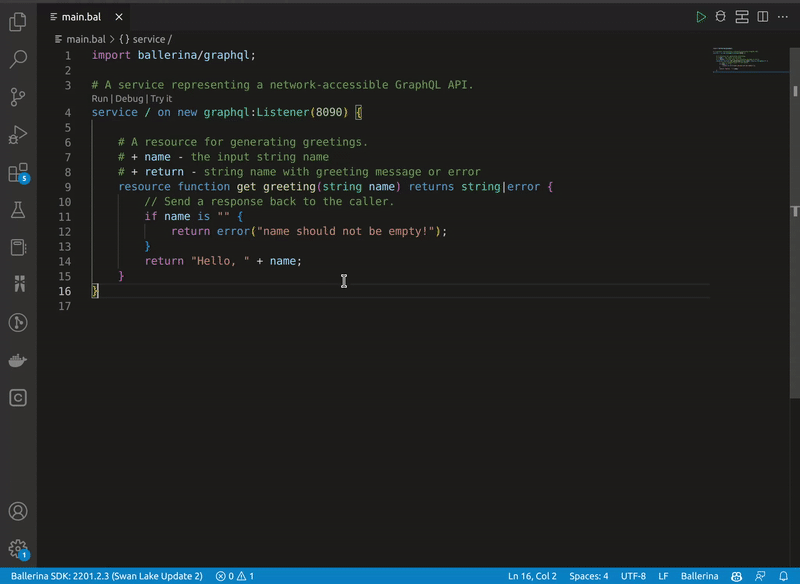 main.bal
main.bal > {} service /
1 import ballerina/graphql;
2
3 # A service representing a network-accessible GraphQL API.
Run | Debug | Try it
4 service / on new graphql:Listener(8090) {
5
6 # A resource for generating greetings.
7 # + name - the input string name
8 # + return - string name with greeting message or error
9 resource function get greeting(string name) returns string|error {
10 // Send a response back to the caller.
11 if name is "" {
12 return error("name should not be empty!");
13 }
14 return "Hello, " + name;
15 }
16 }
17
5
C
1
Ballerina SDK: 2201.2.3 (Swan Lake Update 2) 0 1 Ln 16, Col 2 Spaces: 4 UTF-8 LF Ballerina